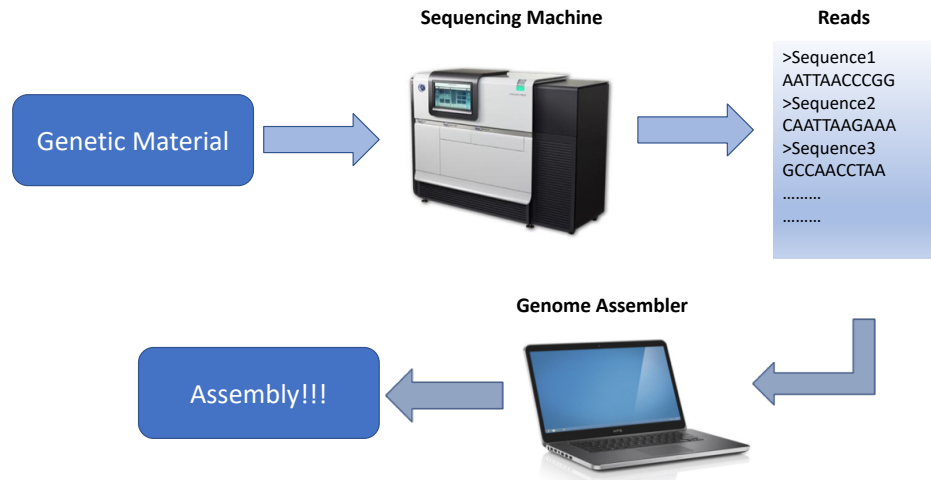 Sequencing Machine
Reads
Genetic Material
>Sequence1
AATTAACCCGG
>Sequence2
CAATTAAGAAA
>Sequence3
GCCAACCTAA
………
………
Genome Assembler
Assembly!!!